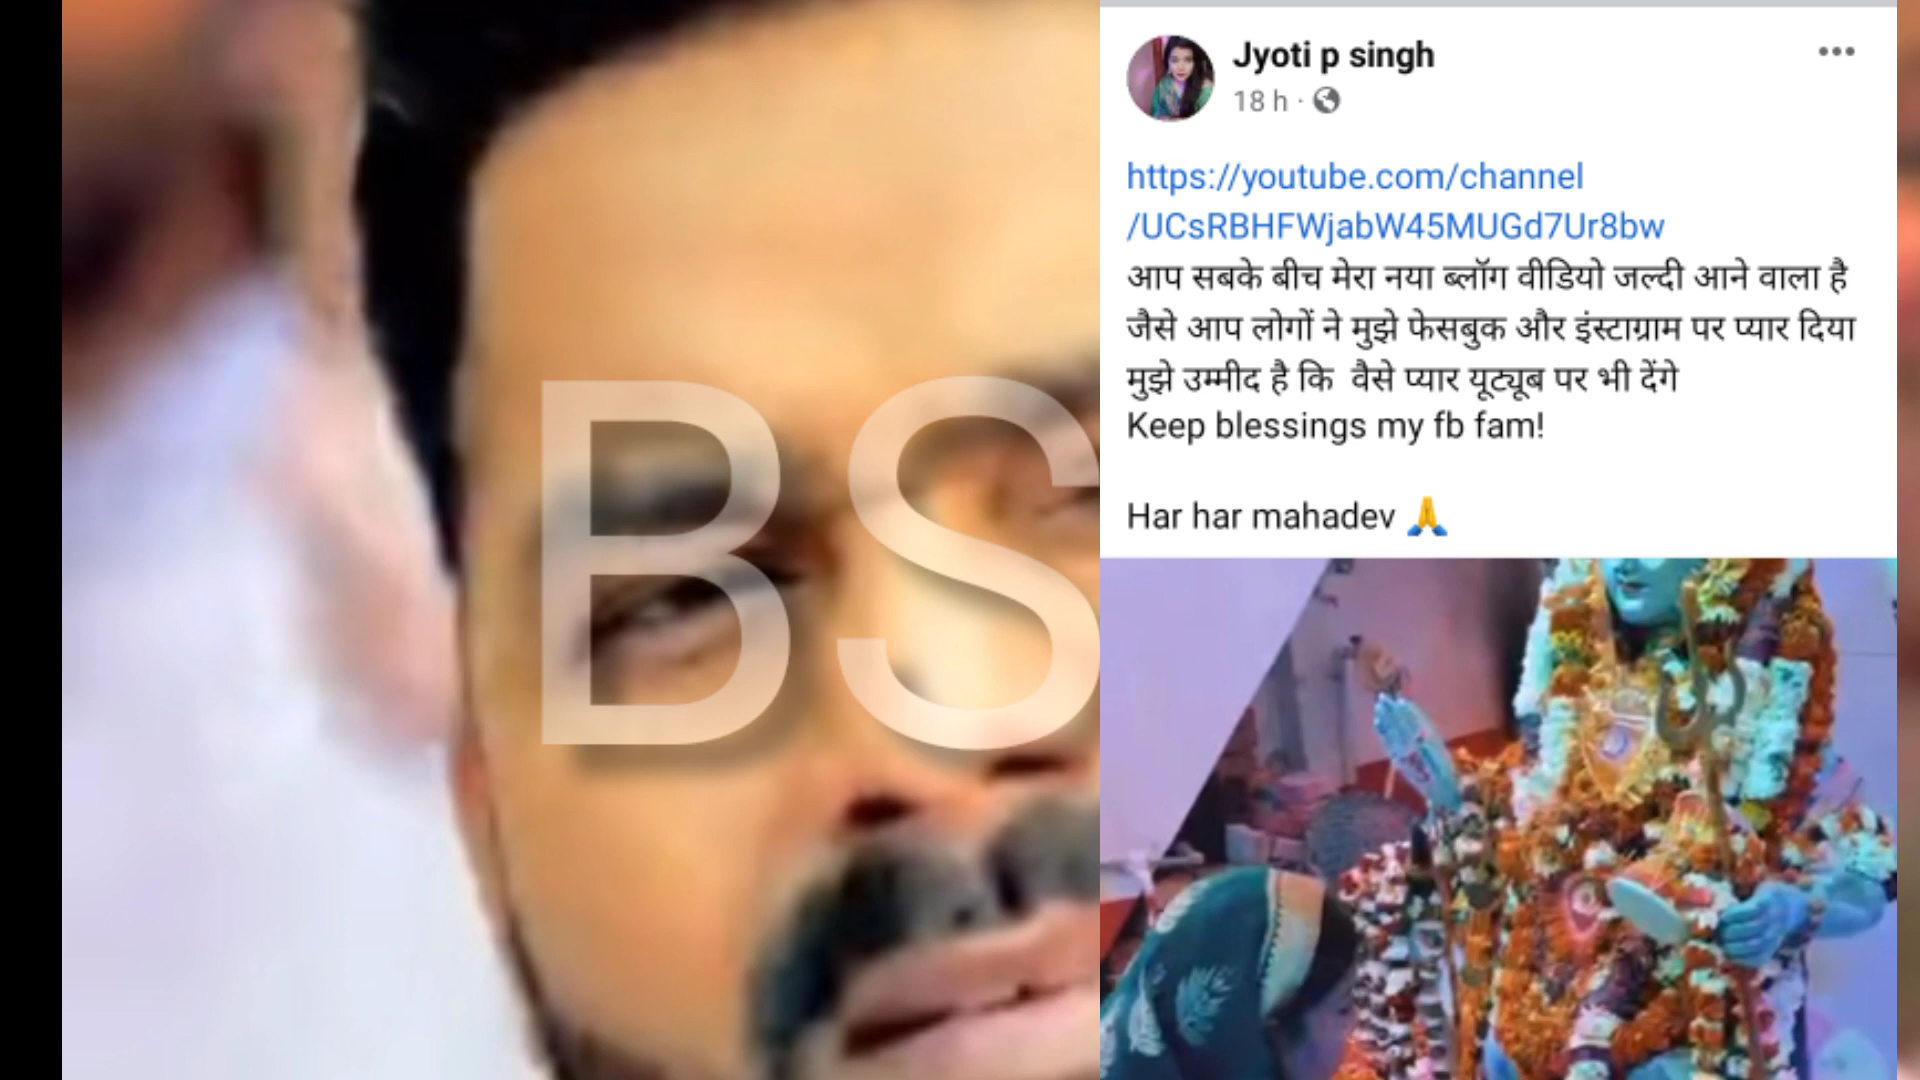 BS
Jyoti p singh
18 h ·
https://youtube.com/channel
/UCsRBHFWjabW45MUGd7Ur8bw
आप सबके बीच मेरा नया ब्लॉग वीडियो जल्दी आने वाला है
जैसे आप लोगों ने मुझे फेसबुक और इंस्टाग्राम पर प्यार दिया
मुझे उम्मीद है कि वैसे प्यार यूट्यूब पर भी देंगे
Keep blessings my fb fam!
Har har mahadev 🙏